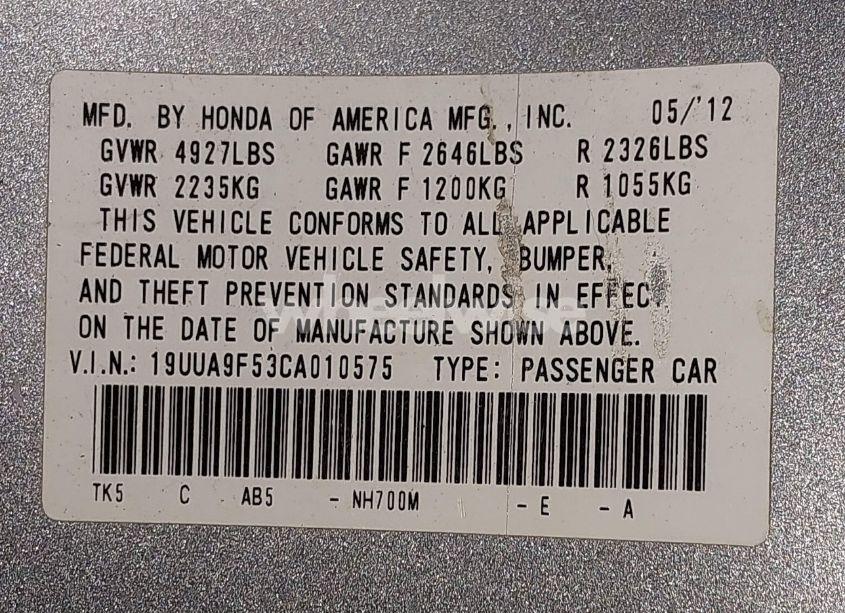 MFD. BY HONDA OF AMERICA MFG., INC. 05/'12
GVWR 4927LBS GAWR F 2646LBS R 2326LBS
GVWR 2235KG GAWR F 1200KG R 1055KG
THIS VEHICLE CONFORMS TO ALL APPLICABLE
FEDERAL MOTOR VEHICLE SAFETY, BUMPER,
AND THEFT PREVENTION STANDARDS IN EFFECT
wheelwise
ON THE DATE OF MANUFACTURE SHOWN ABOVE.
V.I.N.: 19UUA9F53CA010575 TYPE: PASSENGER CAR
TK5 C AB5 - NH700M - E - A